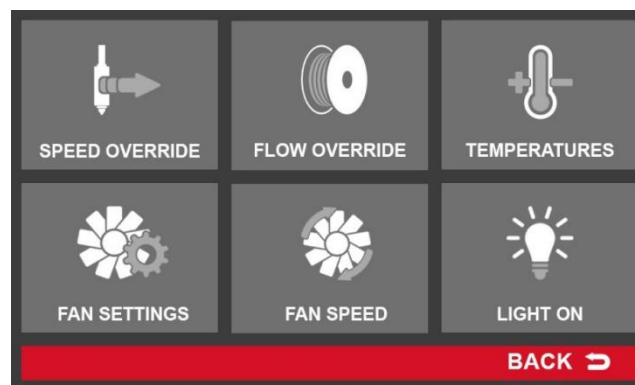 SPEED OVERRIDE
FLOW OVERRIDE
TEMPERATURES
FAN SETTINGS
FAN SPEED
LIGHT ON
BACK